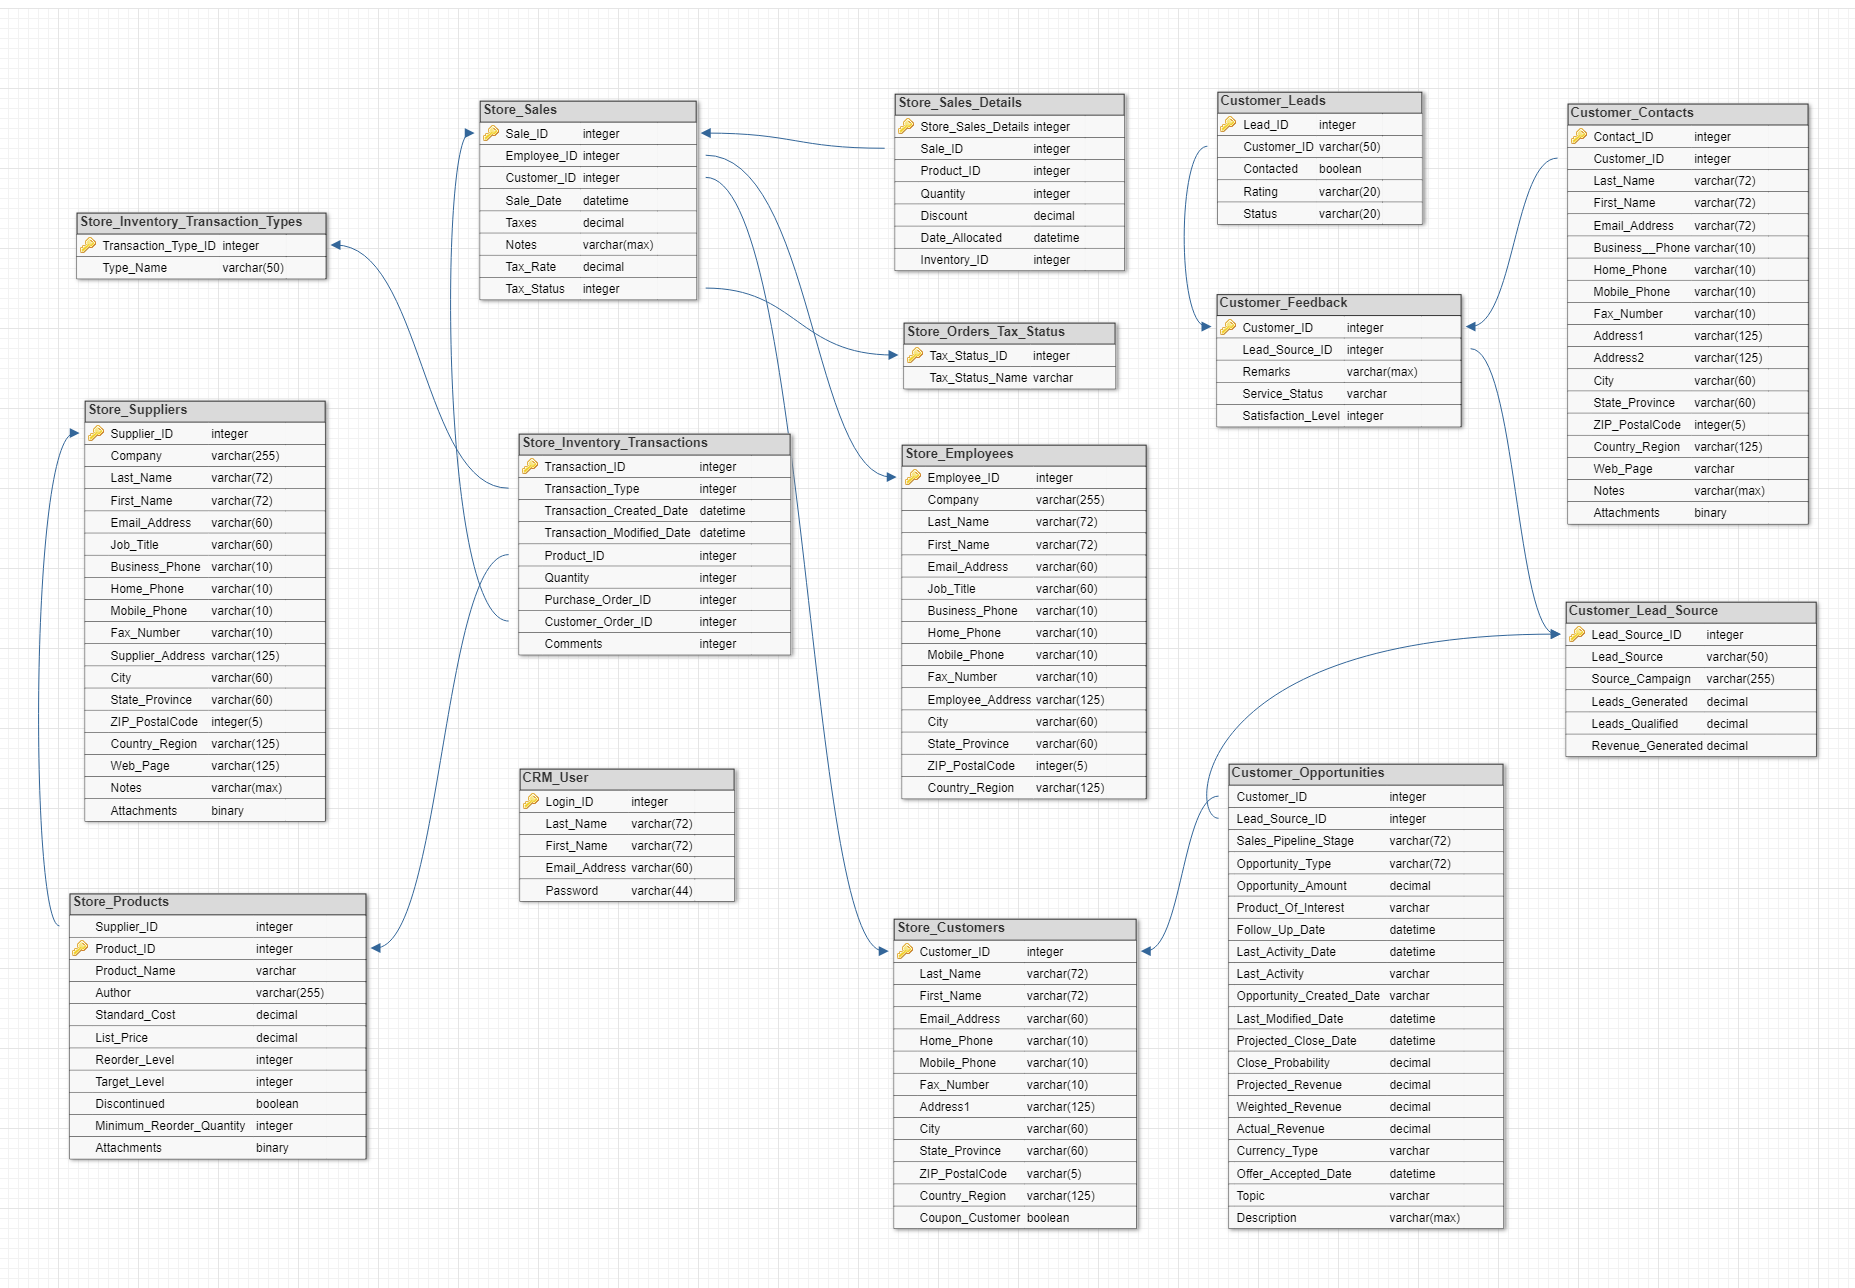 Store_Sales
Sale_ID integer
Employee_ID integer
Customer_ID integer
Sale_Date datetime
Taxes decimal
Notes varchar(max)
Tax_Rate decimal
Tax_Status integer
Store_Sales_Details
Store_Sales_Details integer
Sale_ID integer
Product_ID integer
Quantity integer
Discount decimal
Date_Allocated datetime
Inventory_ID integer
Customer_Leads
Lead_ID integer
Customer_ID varchar(50)
Contacted boolean
Rating varchar(20)
Status varchar(20)
Customer_Contacts
Contact_ID integer
Customer_ID integer
Last_Name varchar(72)
First_Name varchar(72)
Email_Address varchar(72)
Business__Phone varchar(10)
Home_Phone varchar(10)
Mobile_Phone varchar(10)
Fax_Number varchar(10)
Address1 varchar(125)
Address2 varchar(125)
City varchar(60)
State_Province varchar(60)
ZIP_PostalCode integer(5)
Country_Region varchar(125)
Web_Page varchar
Notes varchar(max)
Attachments binary
Store_Inventory_Transaction_Types
Transaction_Type_ID integer
Type_Name varchar(50)
Customer_Feedback
Customer_ID integer
Lead_Source_ID integer
Remarks varchar(max)
Service_Status varchar
Satisfaction_Level integer
Store_Orders_Tax_Status
Tax_Status_ID integer
Tax_Status_Name varchar
Store_Suppliers
Supplier_ID integer
Company varchar(255)
Last_Name varchar(72)
First_Name varchar(72)
Email_Address varchar(60)
Job_Title varchar(60)
Business_Phone varchar(10)
Home_Phone varchar(10)
Mobile_Phone varchar(10)
Fax_Number varchar(10)
Supplier_Address varchar(125)
City varchar(60)
State_Province varchar(60)
ZIP_PostalCode integer(5)
Country_Region varchar(125)
Web_Page varchar(125)
Notes varchar(max)
Attachments binary
Store_Inventory_Transactions
Transaction_ID integer
Transaction_Type integer
Transaction_Created_Date datetime
Transaction_Modified_Date datetime
Product_ID integer
Quantity integer
Purchase_Order_ID integer
Customer_Order_ID integer
Comments integer
Store_Employees
Employee_ID integer
Company varchar(255)
Last_Name varchar(72)
First_Name varchar(72)
Email_Address varchar(60)
Job_Title varchar(60)
Business_Phone varchar(10)
Home_Phone varchar(10)
Mobile_Phone varchar(10)
Fax_Number varchar(10)
Employee_Address varchar(125)
City varchar(60)
State_Province varchar(60)
ZIP_PostalCode integer(5)
Country_Region varchar(125)
Customer_Lead_Source
Lead_Source_ID integer
Lead_Source varchar(50)
Source_Campaign varchar(255)
Leads_Generated decimal
Leads_Qualified decimal
Revenue_Generated decimal
CRM_User
Login_ID integer
Last_Name varchar(72)
First_Name varchar(72)
Email_Address varchar(60)
Password varchar(44)
Customer_Opportunities
Customer_ID integer
Lead_Source_ID integer
Sales_Pipeline_Stage varchar(72)
Opportunity_Type varchar(72)
Opportunity_Amount decimal
Product_Of_Interest varchar
Follow_Up_Date datetime
Last_Activity_Date datetime
Last_Activity varchar
Opportunity_Created_Date varchar
Last_Modified_Date datetime
Projected_Close_Date datetime
Close_Probability decimal
Projected_Revenue decimal
Weighted_Revenue decimal
Actual_Revenue decimal
Currency_Type varchar
Offer_Accepted_Date datetime
Topic varchar
Description varchar(max)
Store_Products
Supplier_ID integer
Product_ID integer
Product_Name varchar
Author varchar(255)
Standard_Cost decimal
List_Price decimal
Reorder_Level integer
Target_Level integer
Discontinued boolean
Minimum_Reorder_Quantity integer
Attachments binary
Store_Customers
Customer_ID integer
Last_Name varchar(72)
First_Name varchar(72)
Email_Address varchar(60)
Home_Phone varchar(10)
Mobile_Phone varchar(10)
Fax_Number varchar(10)
Address1 varchar(125)
City varchar(60)
State_Province varchar(60)
ZIP_PostalCode varchar(5)
Country_Region varchar(125)
Coupon_Customer boolean